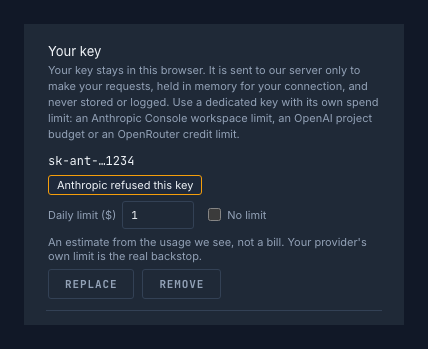 Your key
Your key stays in this browser. It is sent to our server only to
make your requests, held in memory for your connection, and
never stored or logged. Use a dedicated key with its own spend
limit: an Anthropic Console workspace limit, an OpenAI project
budget or an OpenRouter credit limit.
sk-ant-…1234
Anthropic refused this key
Daily limit ($) 1 No limit
An estimate from the usage we see, not a bill. Your provider's
own limit is the real backstop.
REPLACE REMOVE